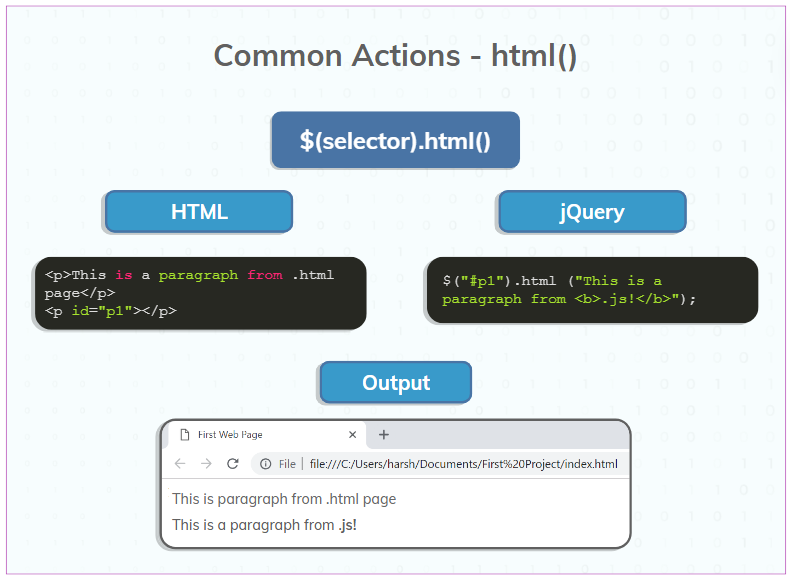 Common Actions - html()
$(selector).html()
HTML
jQuery
<p>This is a paragraph from .html
page</p>
<p id="p1"></p>
$("#p1").html ("This is a
paragraph from <b>.js!</b>");
Output
First Web Page
File | file:///C:/Users/harsh/Documents/First%20Project/index.html
This is paragraph from .html page
This is a paragraph from .js!